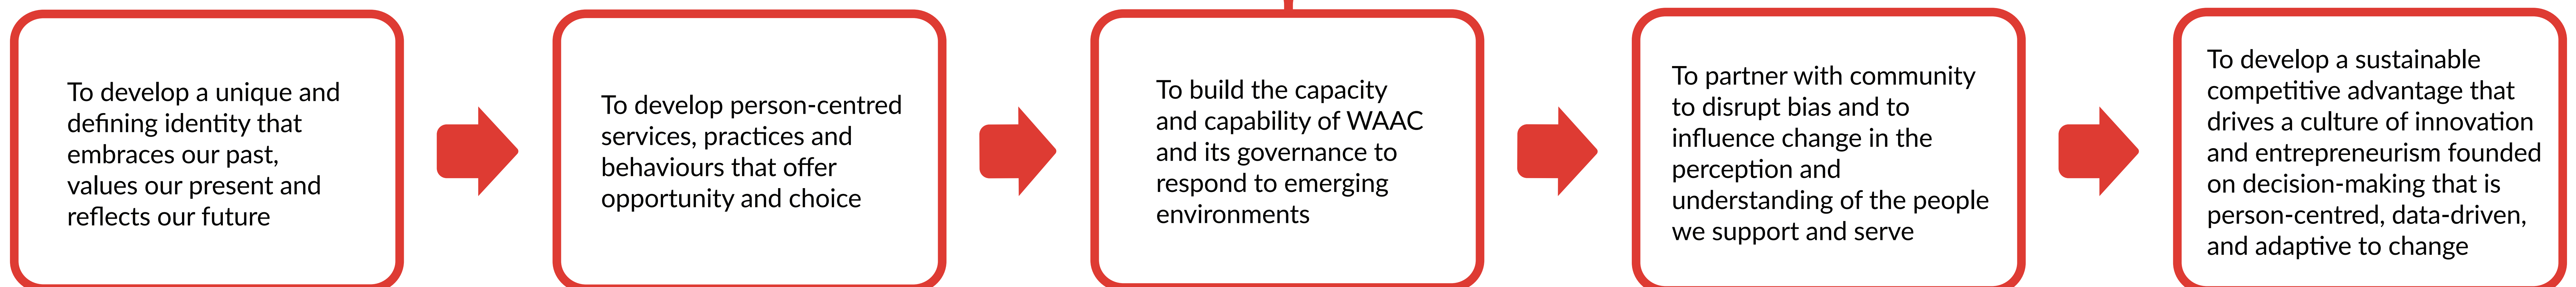 To develop a unique and
defining identity that
embraces our past,
values our present and
reflects our future
To develop person-centred
services, practices and
behaviours that offer
opportunity and choice
To build the capacity
and capability of WAAC
and its governance to
respond to emerging
environments
To partner with community
to disrupt bias and to
influence change in the
perception and
understanding of the people
we support and serve
To develop a sustainable
competitive advantage that
drives a culture of innovation
and entrepreneurism founded
on decision-making that is
person-centred, data-driven,
and adaptive to change